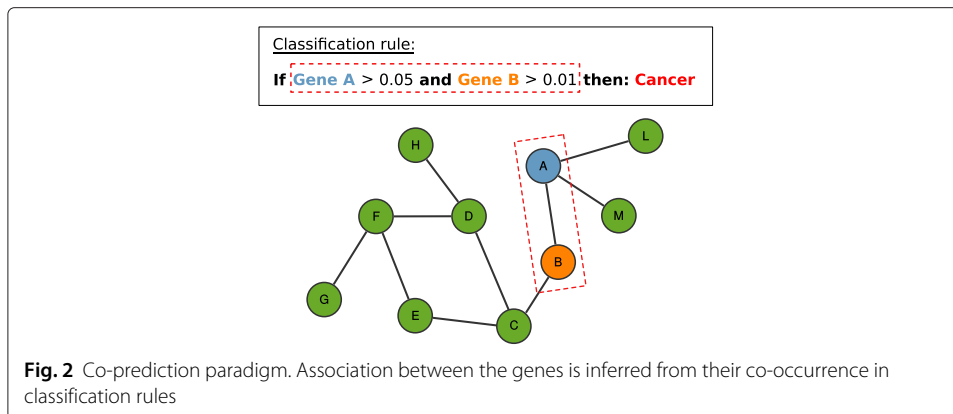 Classification rule:
If Gene A > 0.05 and Gene B > 0.01 then: Cancer
H
L
A
F
D
M
B
G
E
C
Fig. 2 Co-prediction paradigm. Association between the genes is inferred from their co-occurrence in
classification rules